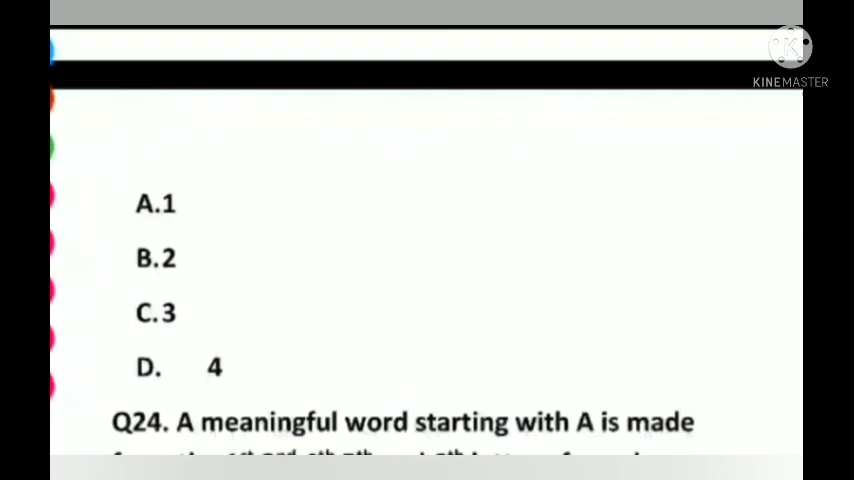 KINEMASTER
A.1
B.2
C.3
D. 4
Q24. A meaningful word starting with A is made